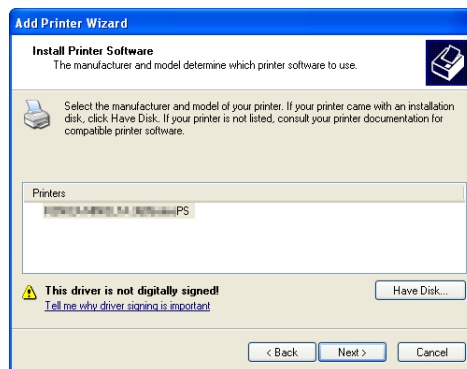 Add Printer Wizard
Install Printer Software
The manufacturer and model determine which printer software to use.
Select the manufacturer and model of your printer. If your printer came with an installation
disk, click Have Disk. If your printer is not listed, consult your printer documentation for
compatible printer software.
Printers
PS
This driver is not digitally signed!
Have Disk...
Tell me why driver signing is important
< Back
Next >
Cancel